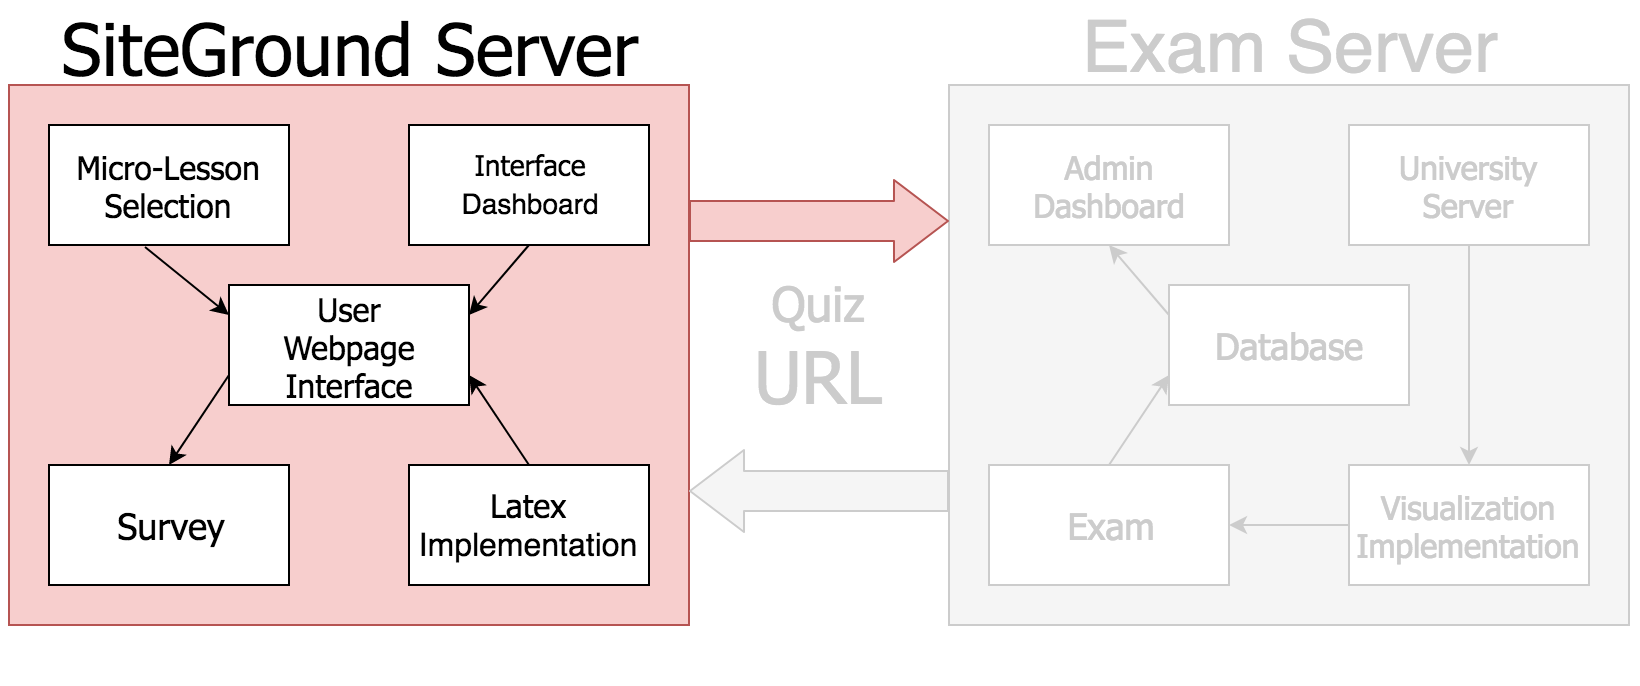 SiteGround Server
Micro-Lesson
Selection
Interface
Dashboard
User
Webpage
Interface
Survey
Latex
Implementation
Quiz
URL
Exam Server
Admin
Dashboard
University
Server
Database
Exam
Visualization
Implementation